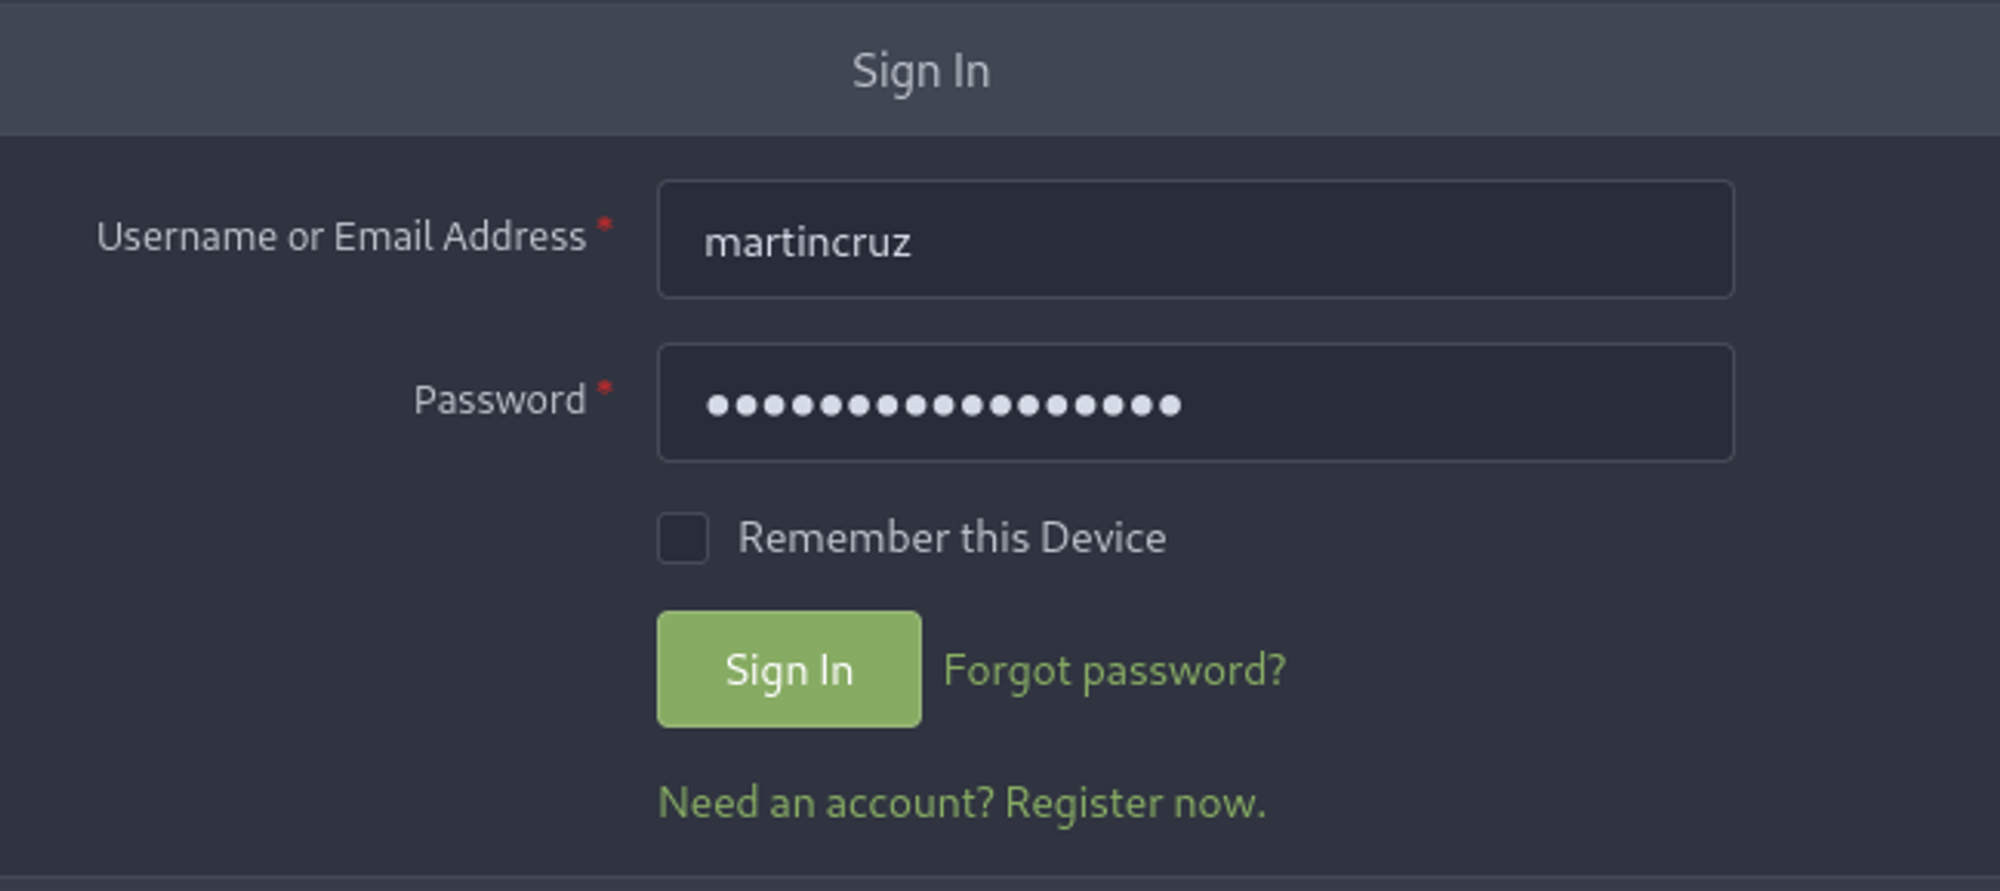 Sign In
Username or Email Address *
martincruz
Password *
●●●●●●●●●●●●●●●●●
Remember this Device
Sign In Forgot password?
Need an account? Register now.